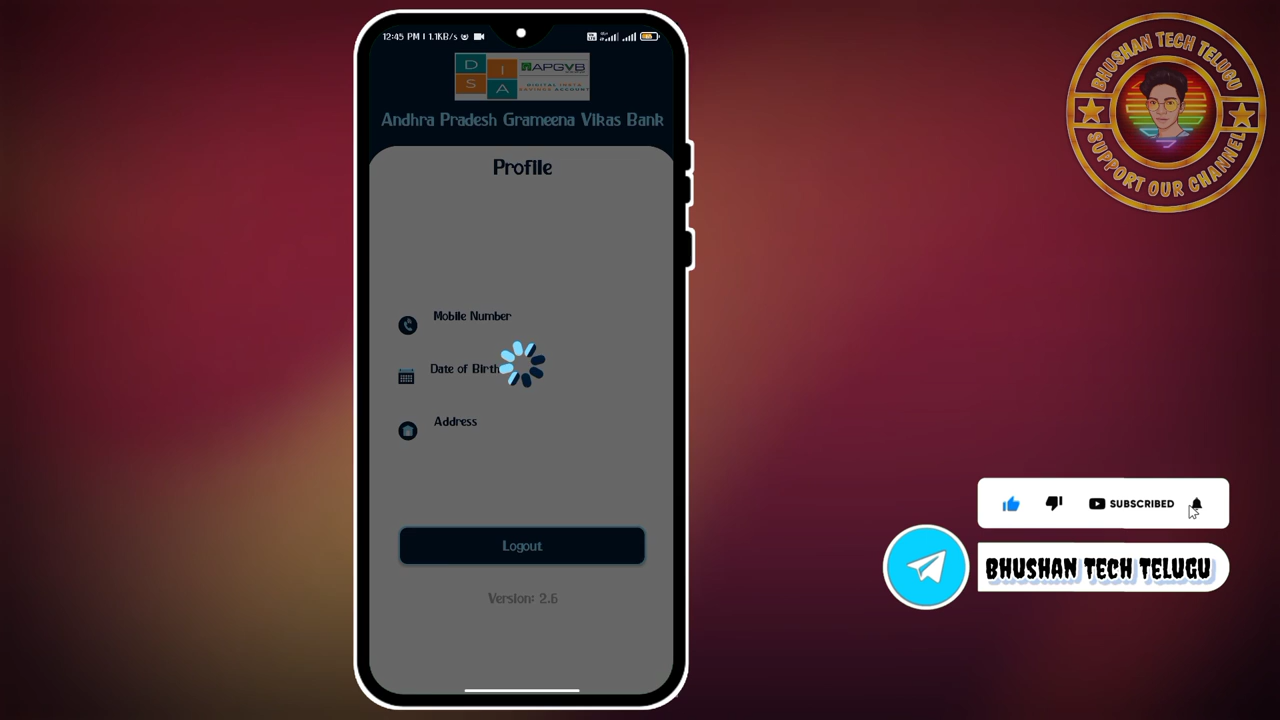 12:45 PM | 1.1KB/s
D
I
S
A
APGVB
DIGITAL INSTA
SAVINGS ACCOUNT
Andhra Pradesh Grameena Vikas Bank
Profile
Mobile Number
Date of Birth
Address
Logout
Version: 2.6
BHUSHAN TECH TELUGU
SUPPORT OUR CHANNEL
SUBSCRIBED
BHUSHAN TECH TELUGU